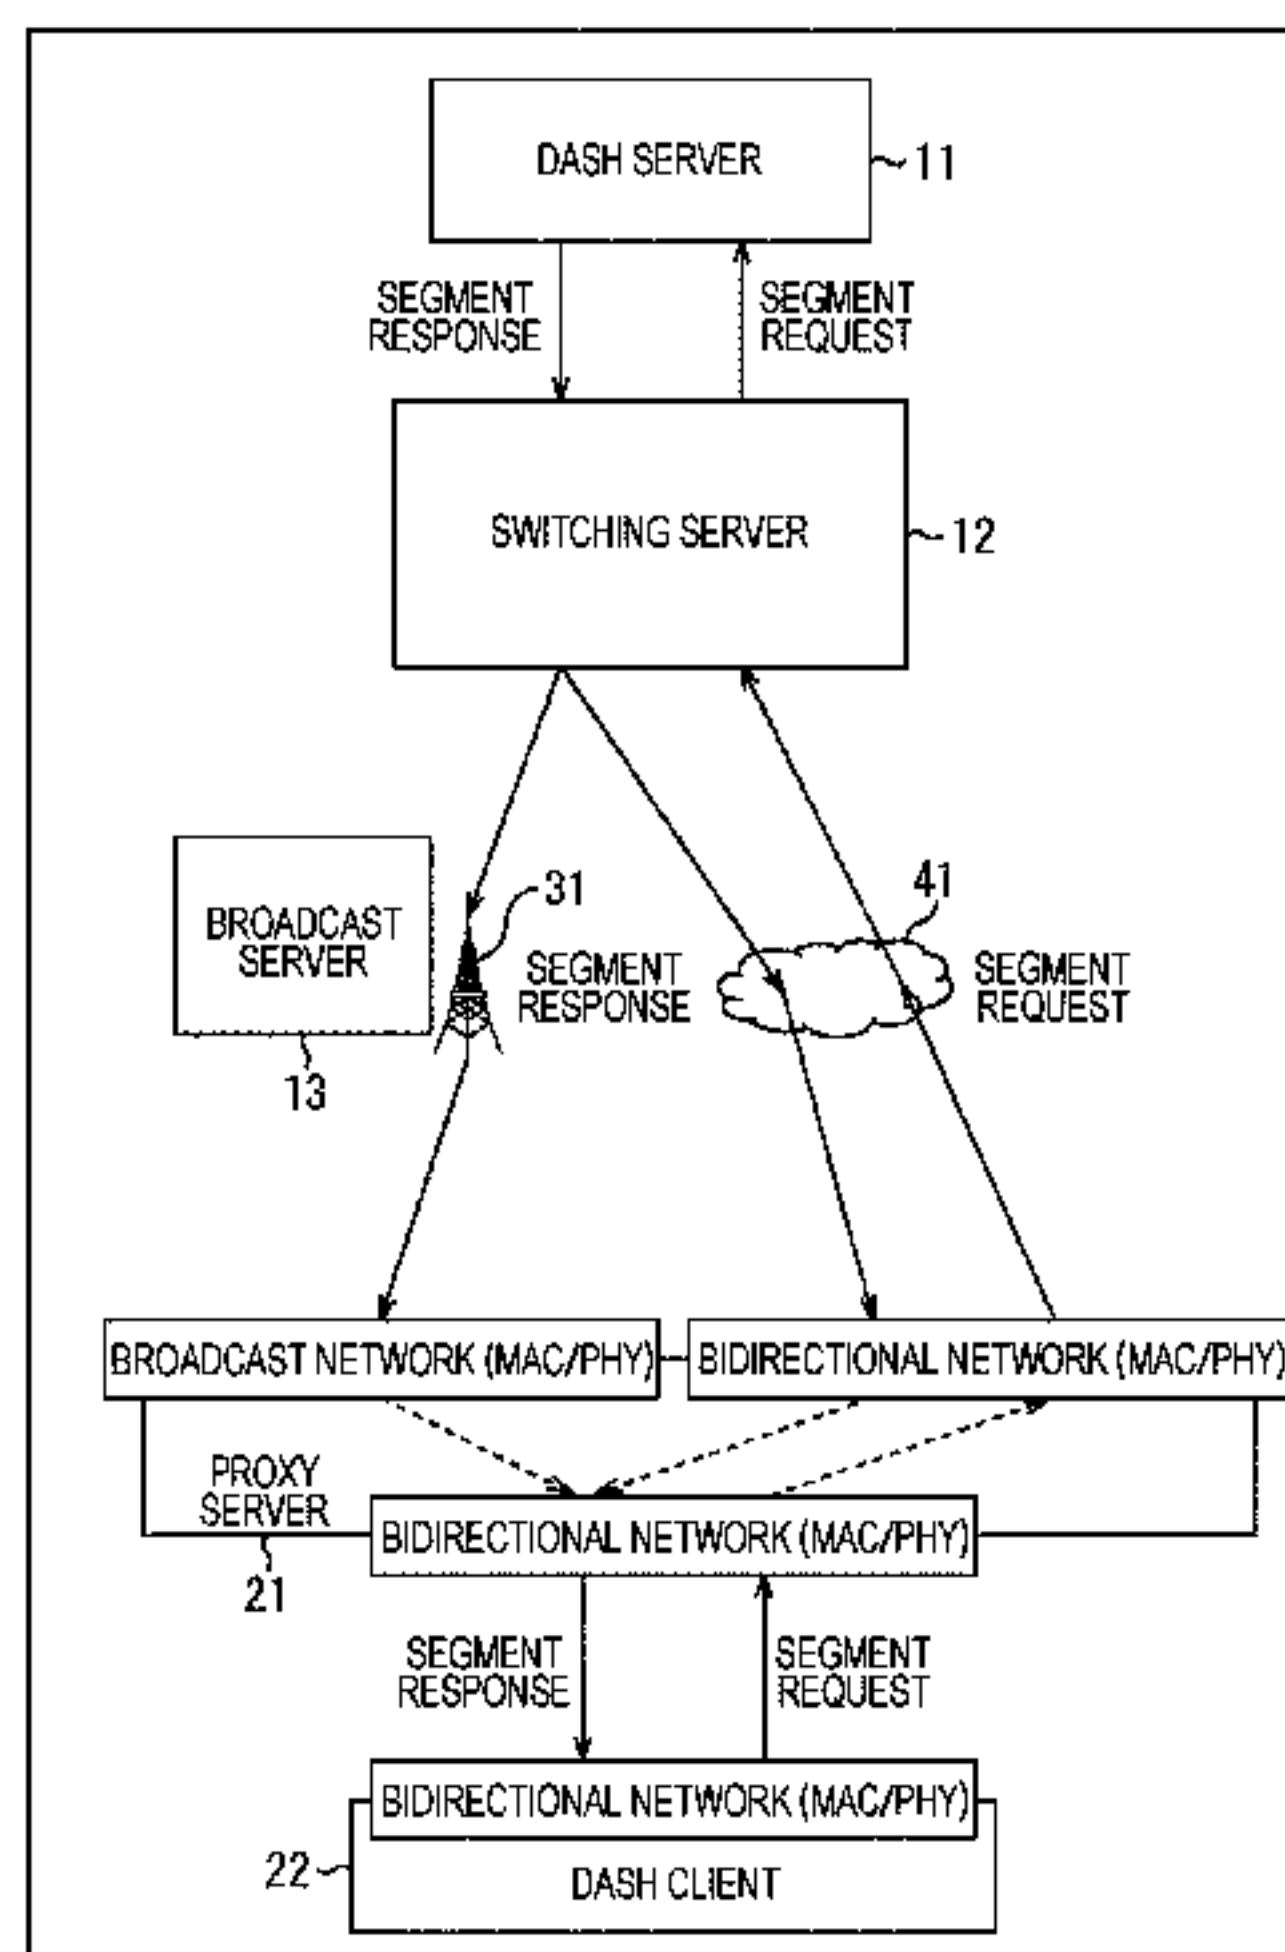 DASH SERVER
11
SEGMENT
RESPONSE
SEGMENT
REQUEST
SWITCHING SERVER
12
BROADCAST
SERVER
13
31
SEGMENT
RESPONSE
41
SEGMENT
REQUEST
BROADCAST NETWORK (MAC/PHY)
BIDIRECTIONAL NETWORK (MAC/PHY)
PROXY
SERVER
21
BIDIRECTIONAL NETWORK (MAC/PHY)
SEGMENT
RESPONSE
SEGMENT
REQUEST
BIDIRECTIONAL NETWORK (MAC/PHY)
22
DASH CLIENT